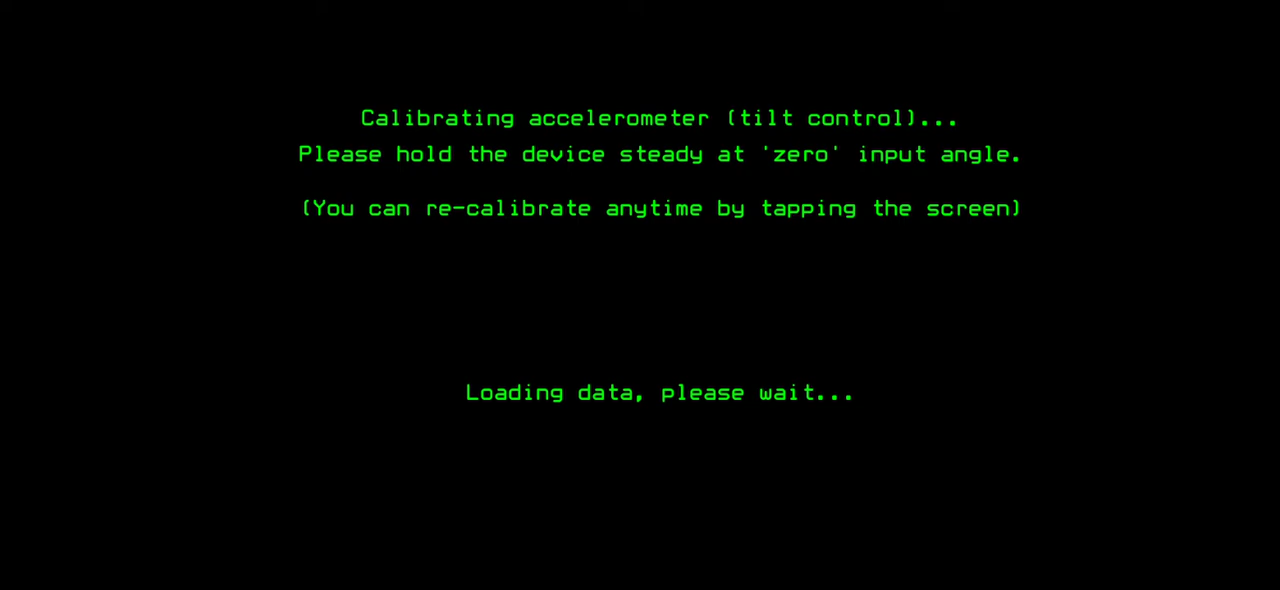 Calibrating accelerometer (tilt control)...
Please hold the device steady at 'zero' input angle.
(You can re-calibrate anytime by tapping the screen)
Loading data, please wait...